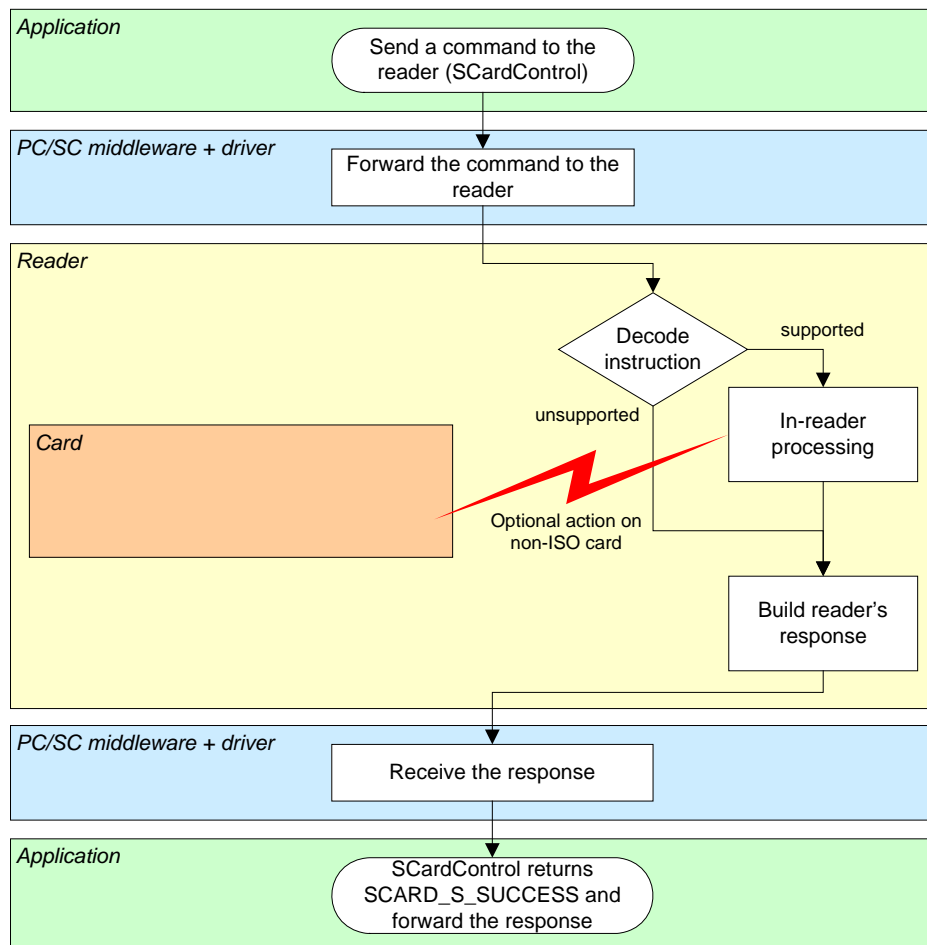 Application
Send a command to the
reader (SCardControl)
PC/SC middleware + driver
Forward the command to the
reader
Reader
Decode
instruction
supported
unsupported
In-reader
processing
Card
Optional action on
non-ISO card
Build reader's
response
PC/SC middleware + driver
Receive the response
Application
SCardControl returns
SCARD_S_SUCCESS and
forward the response